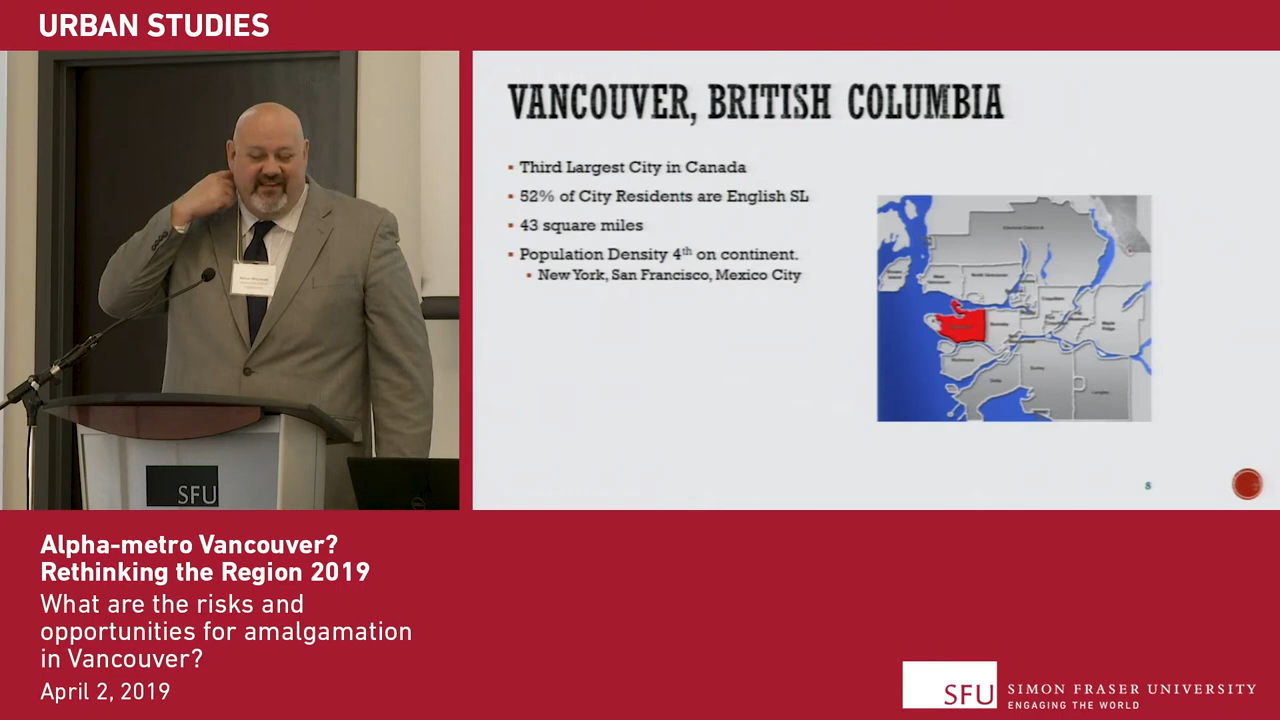 URBAN STUDIES
VANCOUVER, BRITISH COLUMBIA
▪ Third Largest City in Canada
▪ 52% of City Residents are English SL
▪ 43 square miles
▪ Population Density 4th on continent.
▪ New York, San Francisco, Mexico City
8
SFU
Alpha-metro Vancouver?
Rethinking the Region 2019
What are the risks and
opportunities for amalgamation
in Vancouver?
April 2, 2019
SFU
SIMON FRASER UNIVERSITY
ENGAGING THE WORLD